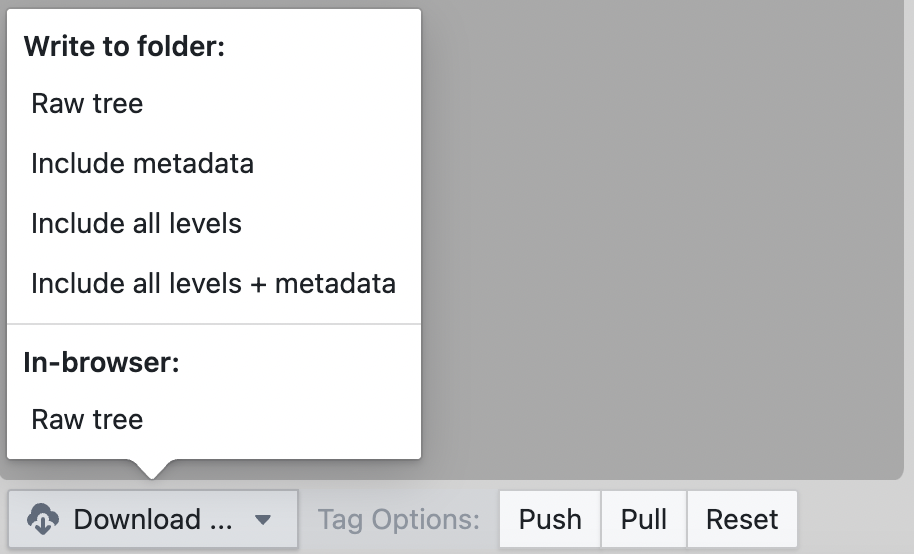 Write to folder:
Raw tree
Include metadata
Include all levels
Include all levels + metadata
In-browser:
Raw tree
Download ... Tag Options: Push Pull Reset